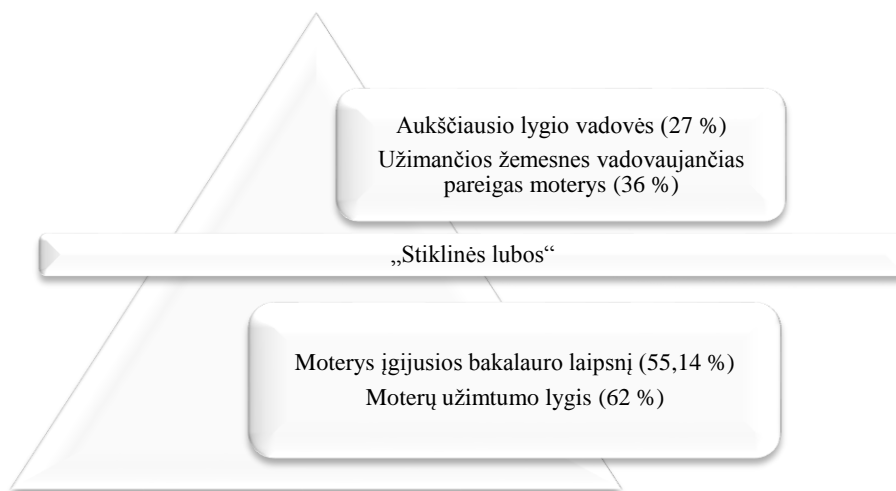 Aukščiausio lygio vadovės (27 %)
Užimančios žemesnes vadovaujančias
pareigas moterys (36 %)
„Stiklinės lubos“
Moterys įgijusios bakalauro laipsnį (55,14 %)
Moterų užimtumo lygis (62 %)